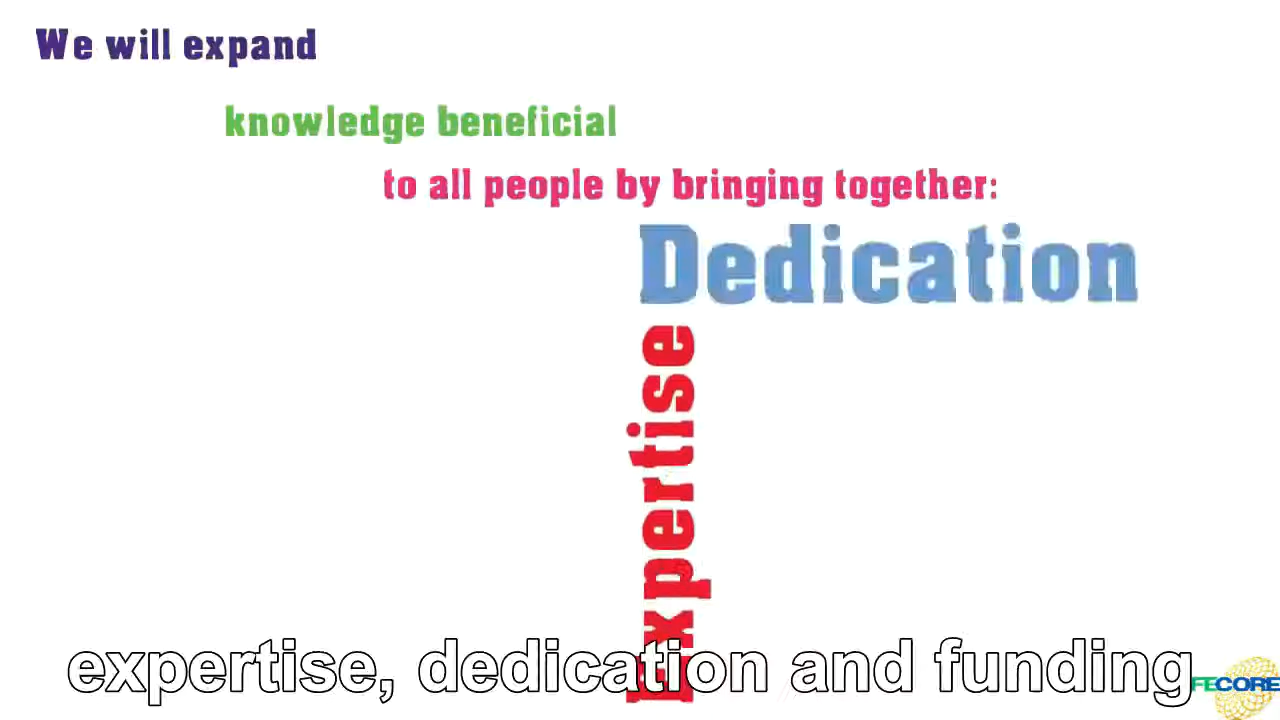 We will expand
knowledge beneficial
to all people by bringing together:
Dedication
Expertise
expertise, dedication and funding
FECORE